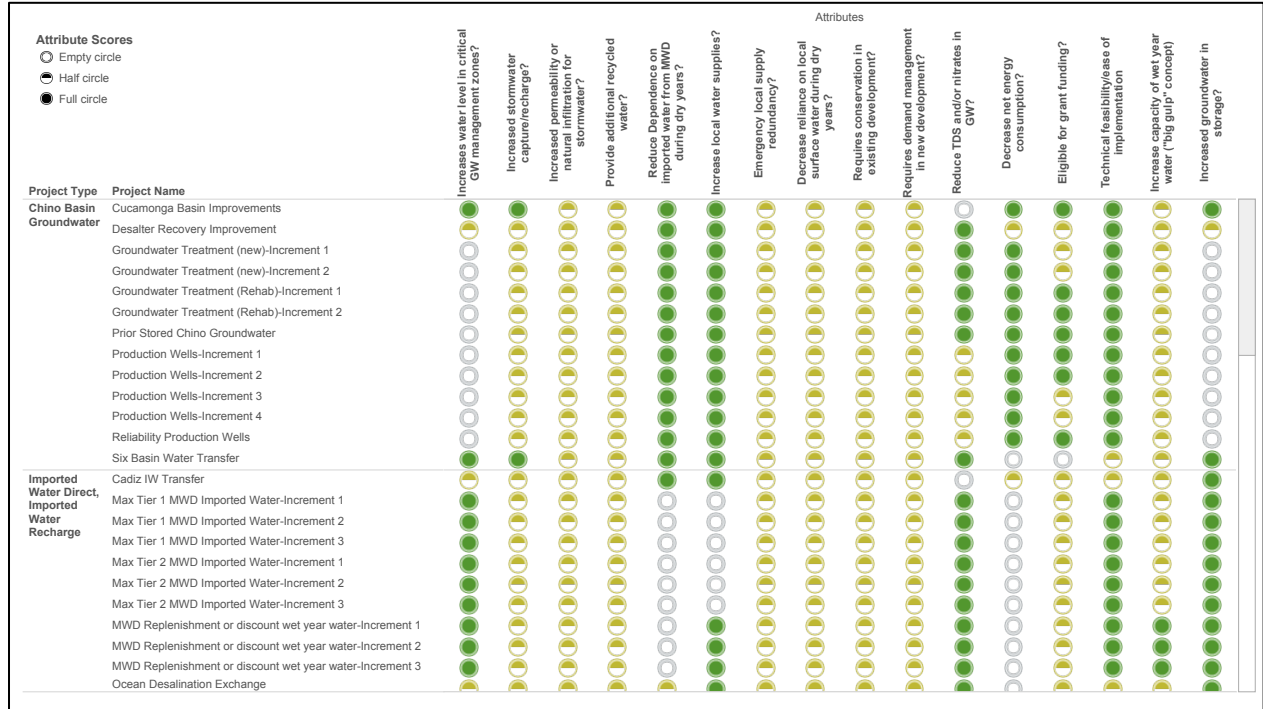 Attributes
Attribute Scores
Empty circle
Half circle
Full circle
Increases water level in critical
GW management zones?
Increased stormwater
capture/recharge?
Increased permeability or
natural infiltration for
stormwater?
Provide additional recycled
water?
Reduce Dependence on
imported water from MWD
during dry years?
Increase local water supplies?
Emergency local supply
redundancy?
Decrease reliance on local
surface water during dry
years?
Requires conservation in
existing development?
Requires demand management
in new development?
Reduce TDS and/or nitrates in
GW?
Decrease net energy
consumption?
Eligible for grant funding?
Technical feasibility/ease of
implementation
Increase capacity of wet year
water ("big gulp" concept)
Increased groundwater in
storage?
Project Type Project Name
Chino Basin Groundwater
Cucamonga Basin Improvements
Desalter Recovery Improvement
Groundwater Treatment (new)-Increment 1
Groundwater Treatment (new)-Increment 2
Groundwater Treatment (Rehab)-Increment 1
Groundwater Treatment (Rehab)-Increment 2
Prior Stored Chino Groundwater
Production Wells-Increment 1
Production Wells-Increment 2
Production Wells-Increment 3
Production Wells-Increment 4
Reliability Production Wells
Six Basin Water Transfer
Imported
Water Direct,
Imported
Water
Recharge
Cadiz IW Transfer
Max Tier 1 MWD Imported Water-Increment 1
Max Tier 1 MWD Imported Water-Increment 2
Max Tier 1 MWD Imported Water-Increment 3
Max Tier 2 MWD Imported Water-Increment 1
Max Tier 2 MWD Imported Water-Increment 2
Max Tier 2 MWD Imported Water-Increment 3
MWD Replenishment or discount wet year water-Increment 1
MWD Replenishment or discount wet year water-Increment 2
MWD Replenishment or discount wet year water-Increment 3
Ocean Desalination Exchange